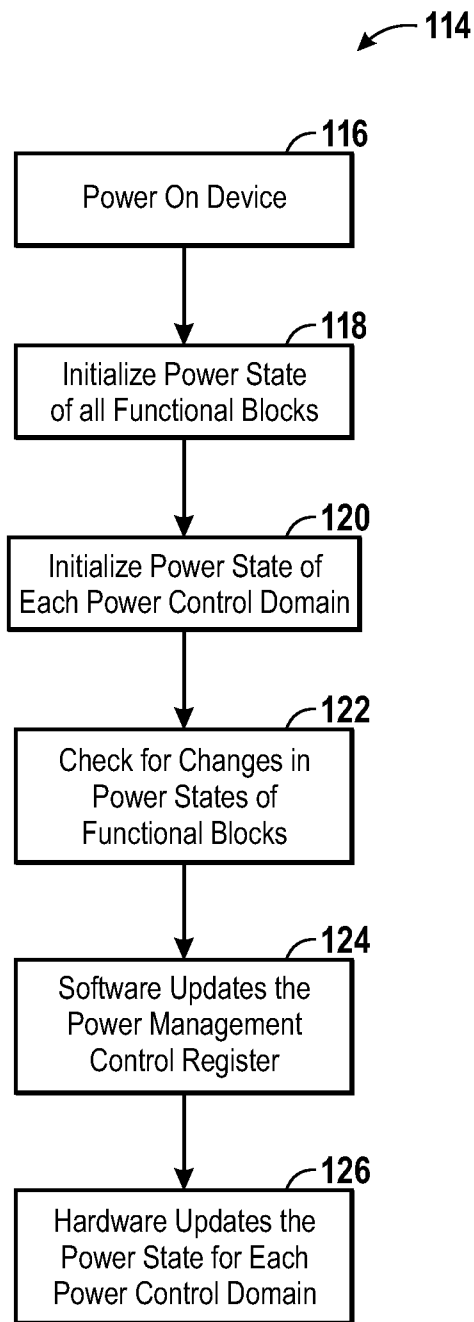 114
116
Power On Device
118
Initialize Power State
of all Functional Blocks
120
Initialize Power State of
Each Power Control Domain
122
Check for Changes in
Power States of
Functional Blocks
124
Software Updates the
Power Management
Control Register
126
Hardware Updates the
Power State for Each
Power Control Domain